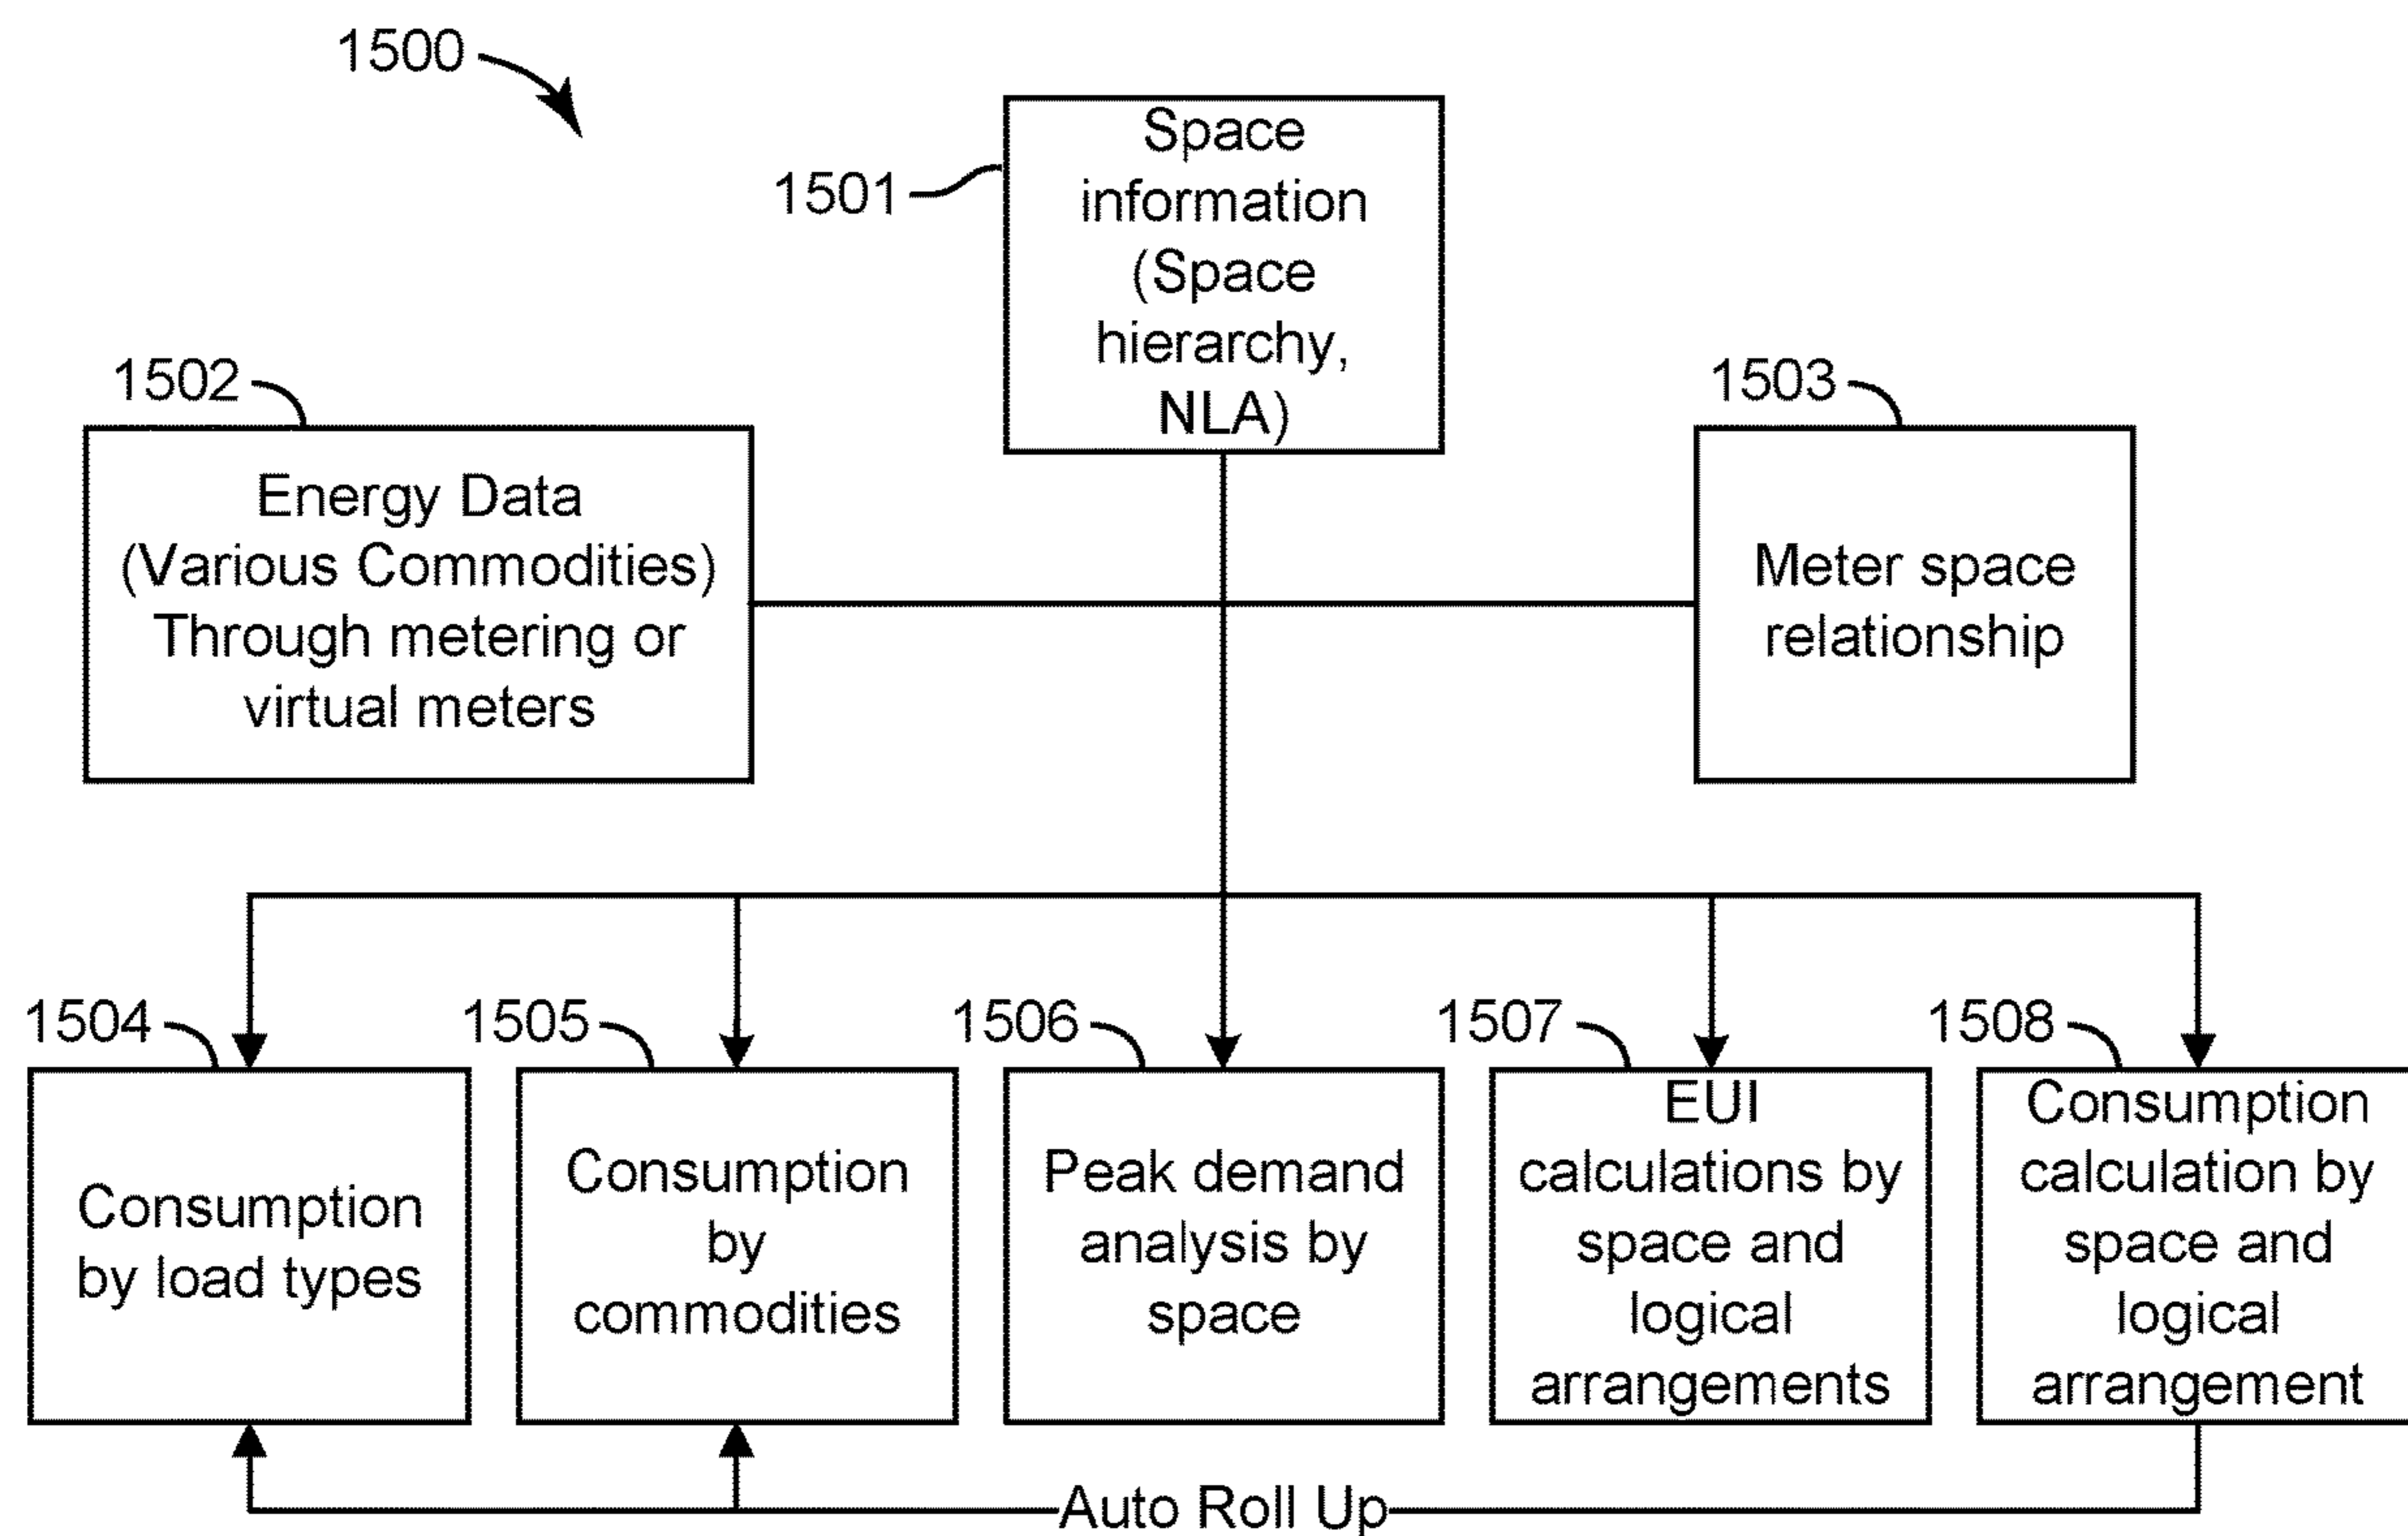 1500
1501
Space
information
(Space
hierarchy,
NLA)
1502
Energy Data
(Various Commodities)
Through metering or
virtual meters
1503
Meter space
relationship
1504
Consumption
by load types
1505
Consumption
by
commodities
1506
Peak demand
analysis by
space
1507
EUI
calculations by
space and
logical
arrangements
1508
Consumption
calculation by
space and
logical
arrangement
Auto Roll Up